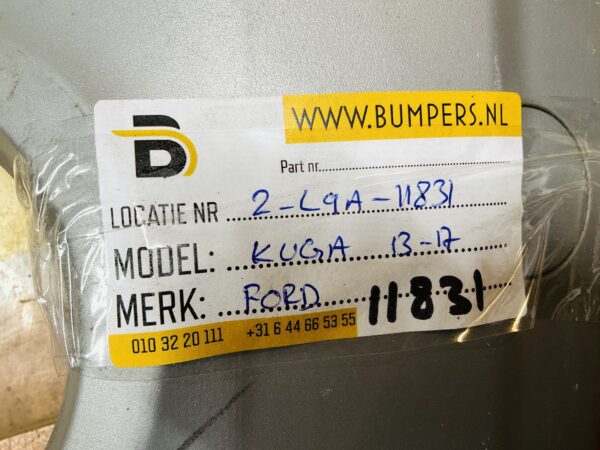 WWW.BUMPERS.NL
B
Part nr
LOCATIE NR 2-L9A-11831
MODEL: KUGA 13-17
MERK: FORD 11831
010 32 20 111 +31 6 44 66 53 55